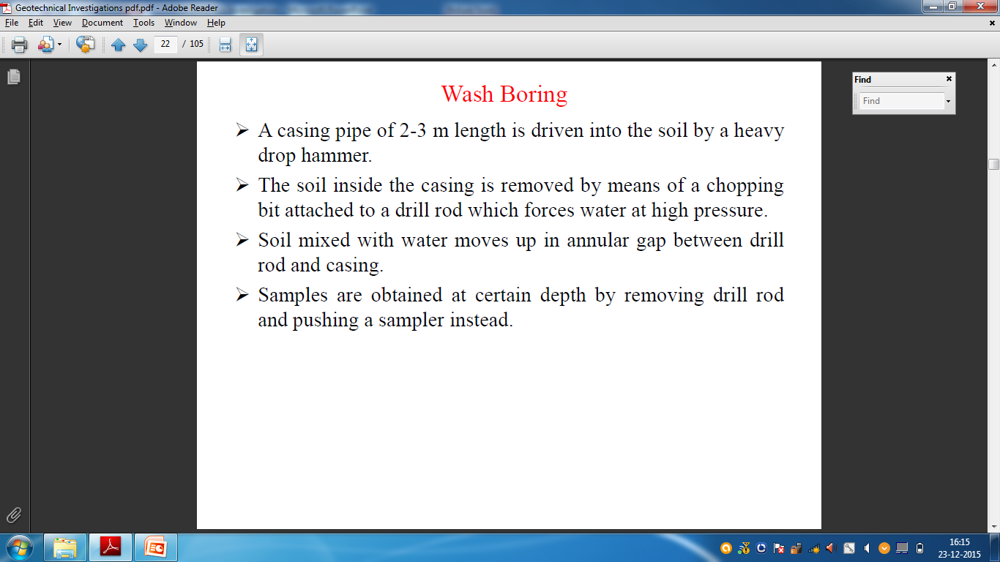 Geotechnical Investigations pdf.pdf - Adobe Reader
File Edit View Document Tools Window Help
22 / 105
Find
Find
Wash Boring
➢ A casing pipe of 2-3 m length is driven into the soil by a heavy
drop hammer.
➢ The soil inside the casing is removed by means of a chopping
bit attached to a drill rod which forces water at high pressure.
➢ Soil mixed with water moves up in annular gap between drill
rod and casing.
➢ Samples are obtained at certain depth by removing drill rod
and pushing a sampler instead.
16:15
23-12-2015